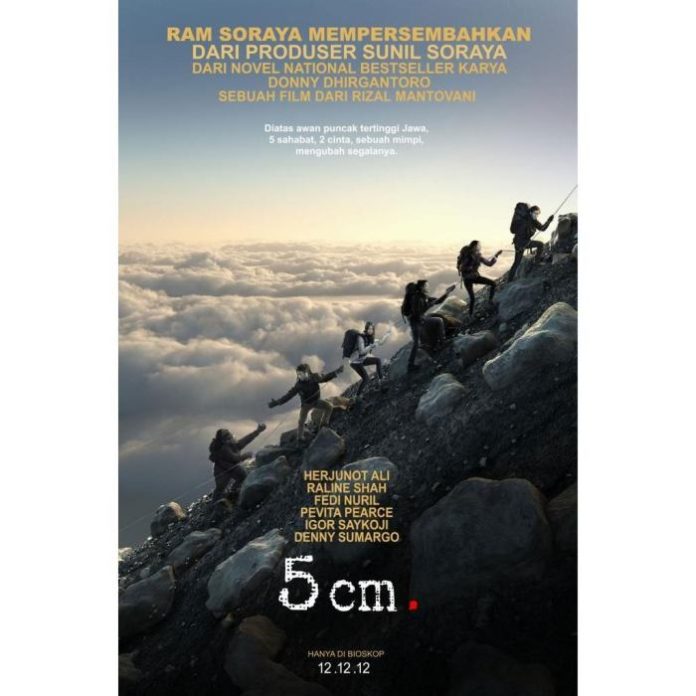 RAM SORAYA MEMPERSEMBAHKAN
DARI PRODUSER SUNIL SORAYA
DARI NOVEL NATIONAL BESTSELLER KARYA
DONNY DHIRGANTORO
SEBUAH FILM DARI RIZAL MANTOVANI
Diatas awan puncak tertinggi Jawa,
5 sahabat, 2 cinta, sebuah mimpi,
mengubah segalanya.
HERJUNOT ALI
RALINE SHAH
FEDI NURIL
PEVITA PEARCE
IGOR SAYKOJI
DENNY SUMARGO
5 cm.
HANYA DI BIOSKOP
12.12.12